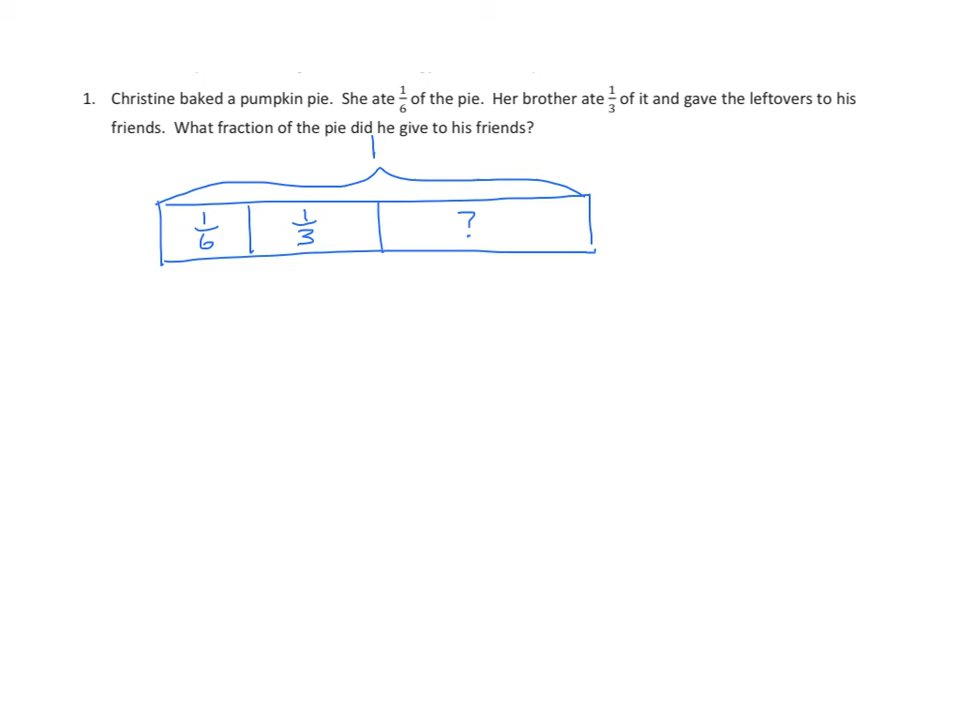 1. Christine baked a pumpkin pie. She ate 1/6 of the pie. Her brother ate 1/3 of it and gave the leftovers to his
friends. What fraction of the pie did he give to his friends?
1
1/6 1/3 ?